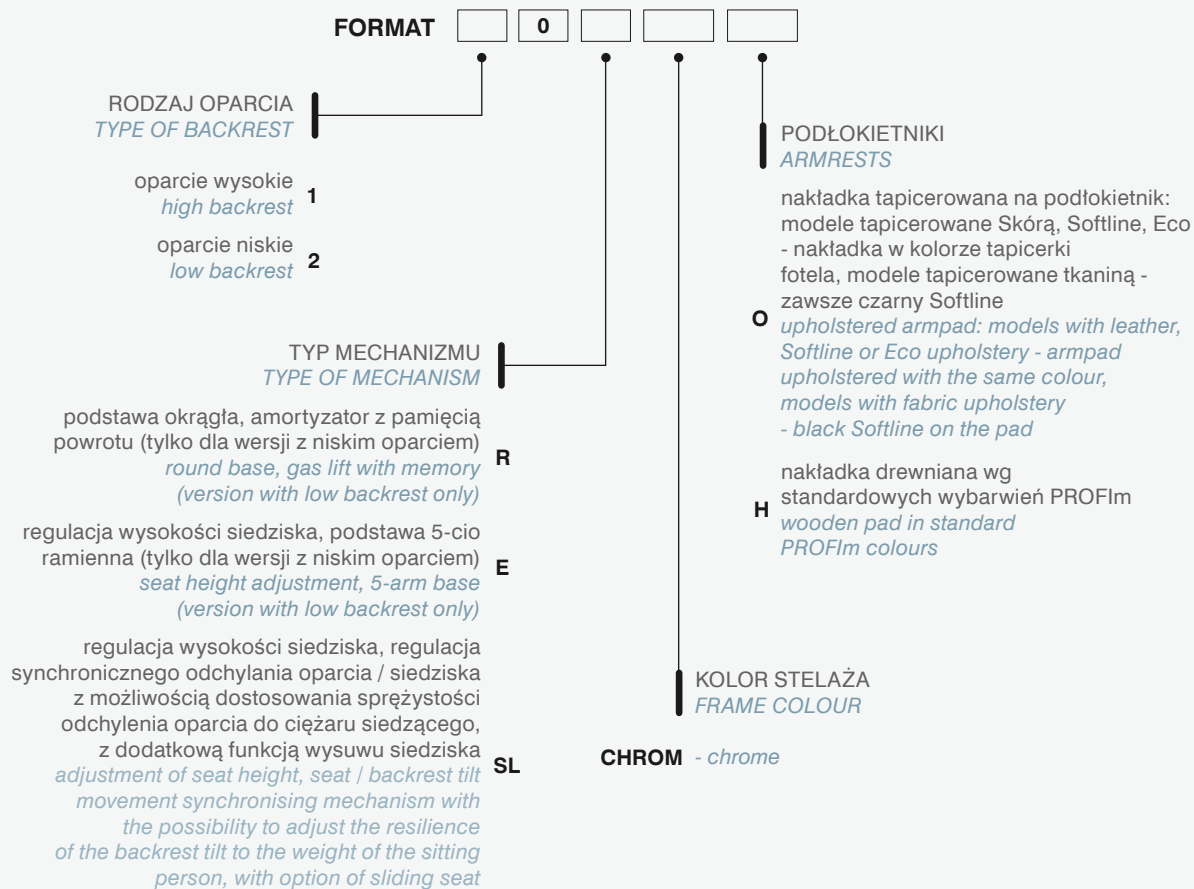 FORMAT 0
RODZAJ OPARCIA
TYPE OF BACKREST
oparcie wysokie
high backrest
1
oparcie niskie
low backrest
2
TYP MECHANIZMU
TYPE OF MECHANISM
podstawa okrągła, amortyzator z pamięcią
powrotu (tylko dla wersji z niskim oparciem)
round base, gas lift with memory
(version with low backrest only)
R
regulacja wysokości siedziska, podstawa 5-cio
ramienna (tylko dla wersji z niskim oparciem)
seat height adjustment, 5-arm base
(version with low backrest only)
E
regulacja wysokości siedziska, regulacja
synchronicznego odchylania oparcia / siedziska
z możliwością dostosowania sprężystości
odchylenia oparcia do ciężaru siedzącego,
z dodatkową funkcją wysuwu siedziska
adjustment of seat height, seat / backrest tilt
movement synchronising mechanism with
the possibility to adjust the resilience
of the backrest tilt to the weight of the sitting
person, with option of sliding seat
SL
KOLOR STELAŻA
FRAME COLOUR
CHROM - chrome
PODŁOKIETNIKI
ARMRESTS
nakładka tapicerowana na podłokietnik:
modele tapicerowane Skórą, Softline, Eco
- nakładka w kolorze tapicerki
fotela, modele tapicerowane tkaniną -
zawsze czarny Softline
upholstered armpad: models with leather,
Softline or Eco upholstery - armpad
upholstered with the same colour,
models with fabric upholstery
- black Softline on the pad
O
nakładka drewniana wg
standardowych wybarwień PROFIm
wooden pad in standard
PROFIm colours
H